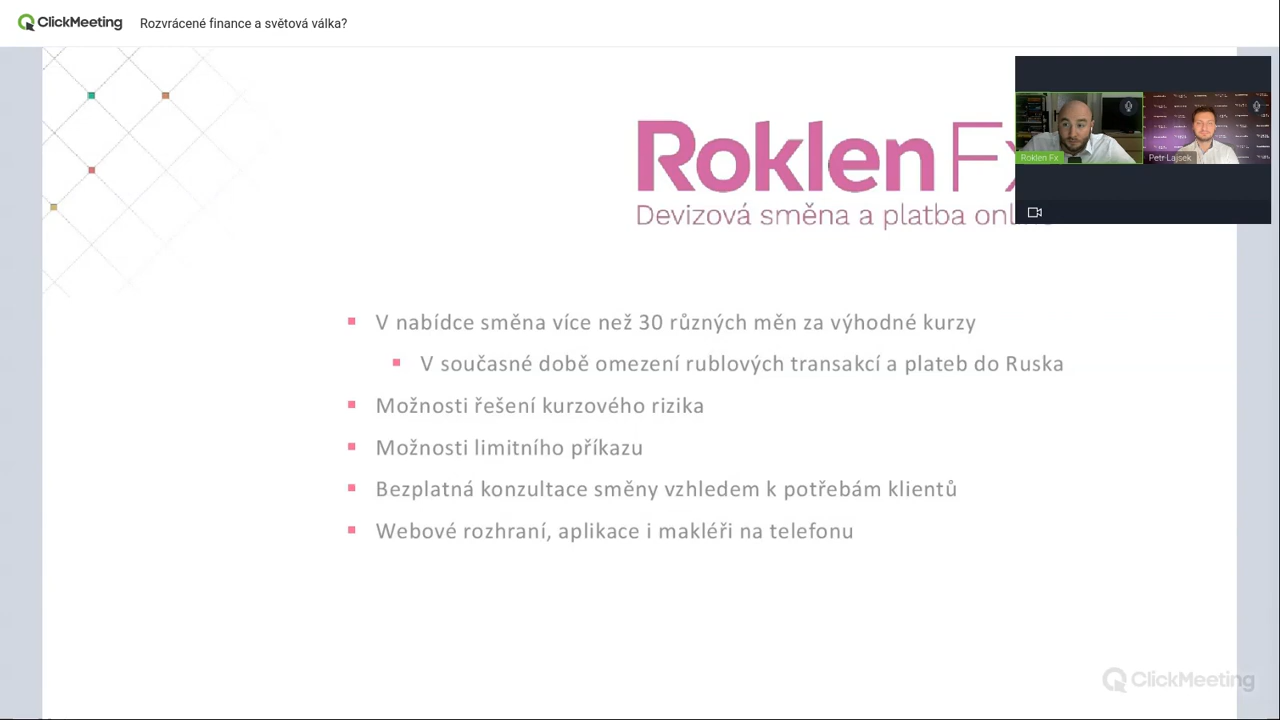 ClickMeeting Rozvrácené finance a světová válka?
Roklen F
Devizová směna a platba onl
Roklen Fx Petr Lajsek
V nabídce směna více než 30 různých měn za výhodné kurzy
V současné době omezení rublových transakcí a plateb do Ruska
Možnosti řešení kurzového rizika
Možnosti limitního příkazu
Bezplatná konzultace směny vzhledem k potřebám klientů
Webové rozhraní, aplikace i makléři na telefonu
ClickMeeting